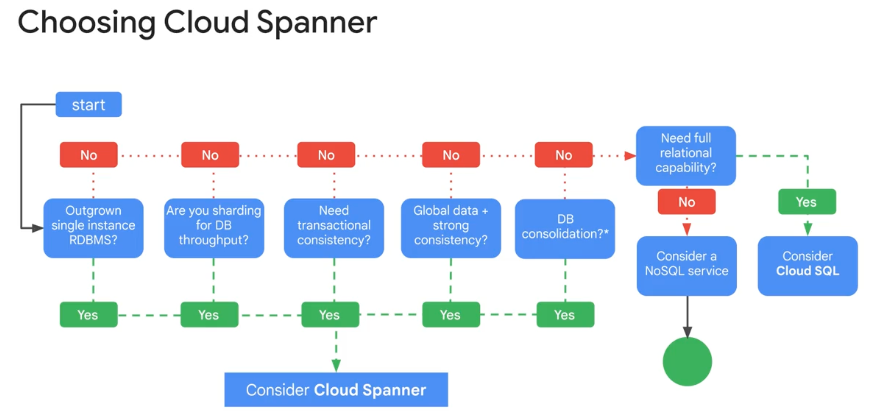 Choosing Cloud Spanner
start
No
No
No
No
No
Need full
relational
capability?
Outgrown
single instance
RDBMS?
Are you sharding
for DB
throughput?
Need
transactional
consistency?
Global data +
strong
consistency?
DB
consolidation?*
No
Yes
Consider a
NoSQL service
Consider
Cloud SQL
Yes
Yes
Yes
Yes
Yes
Consider Cloud Spanner